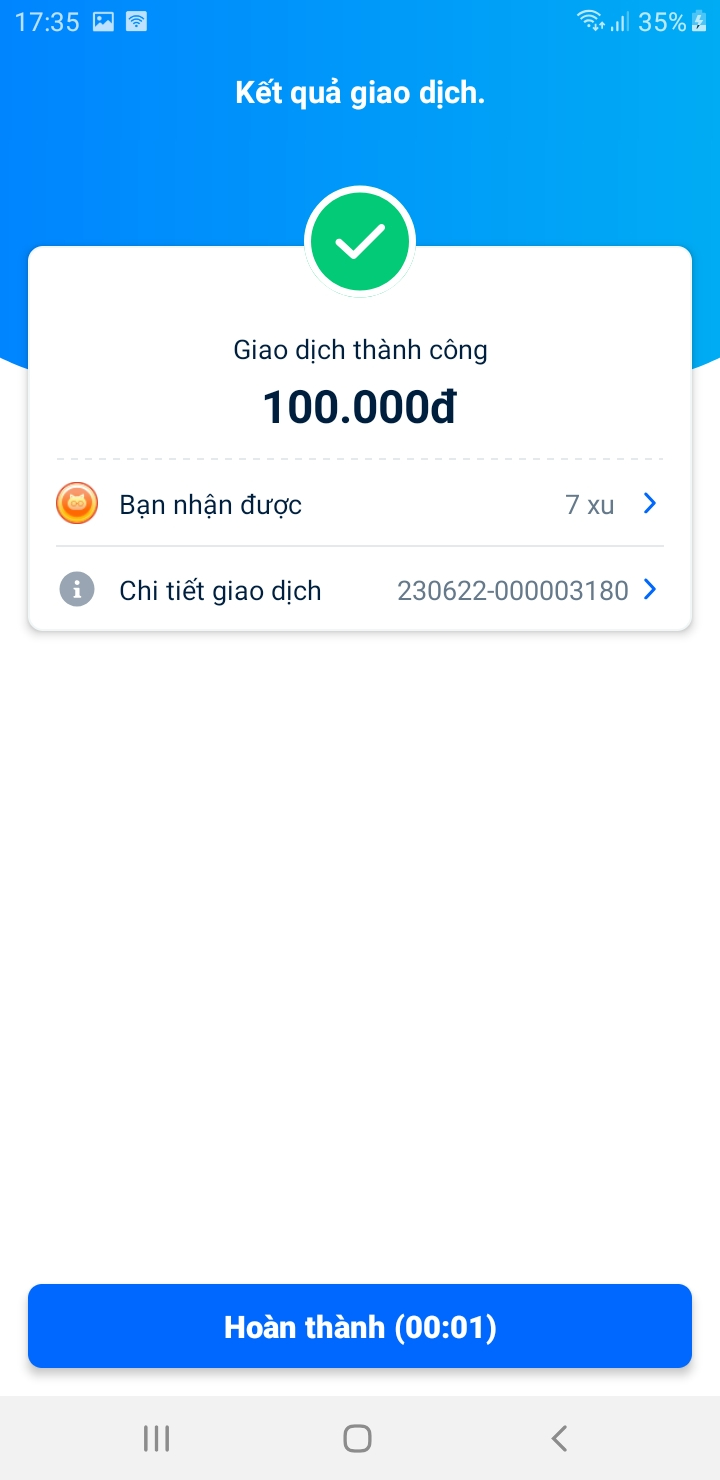 17:35 35%
Kết quả giao dịch.
Giao dịch thành công
100.000đ
Bạn nhận được 7 xu
Chi tiết giao dịch 230622-000003180
Hoàn thành (00:01)